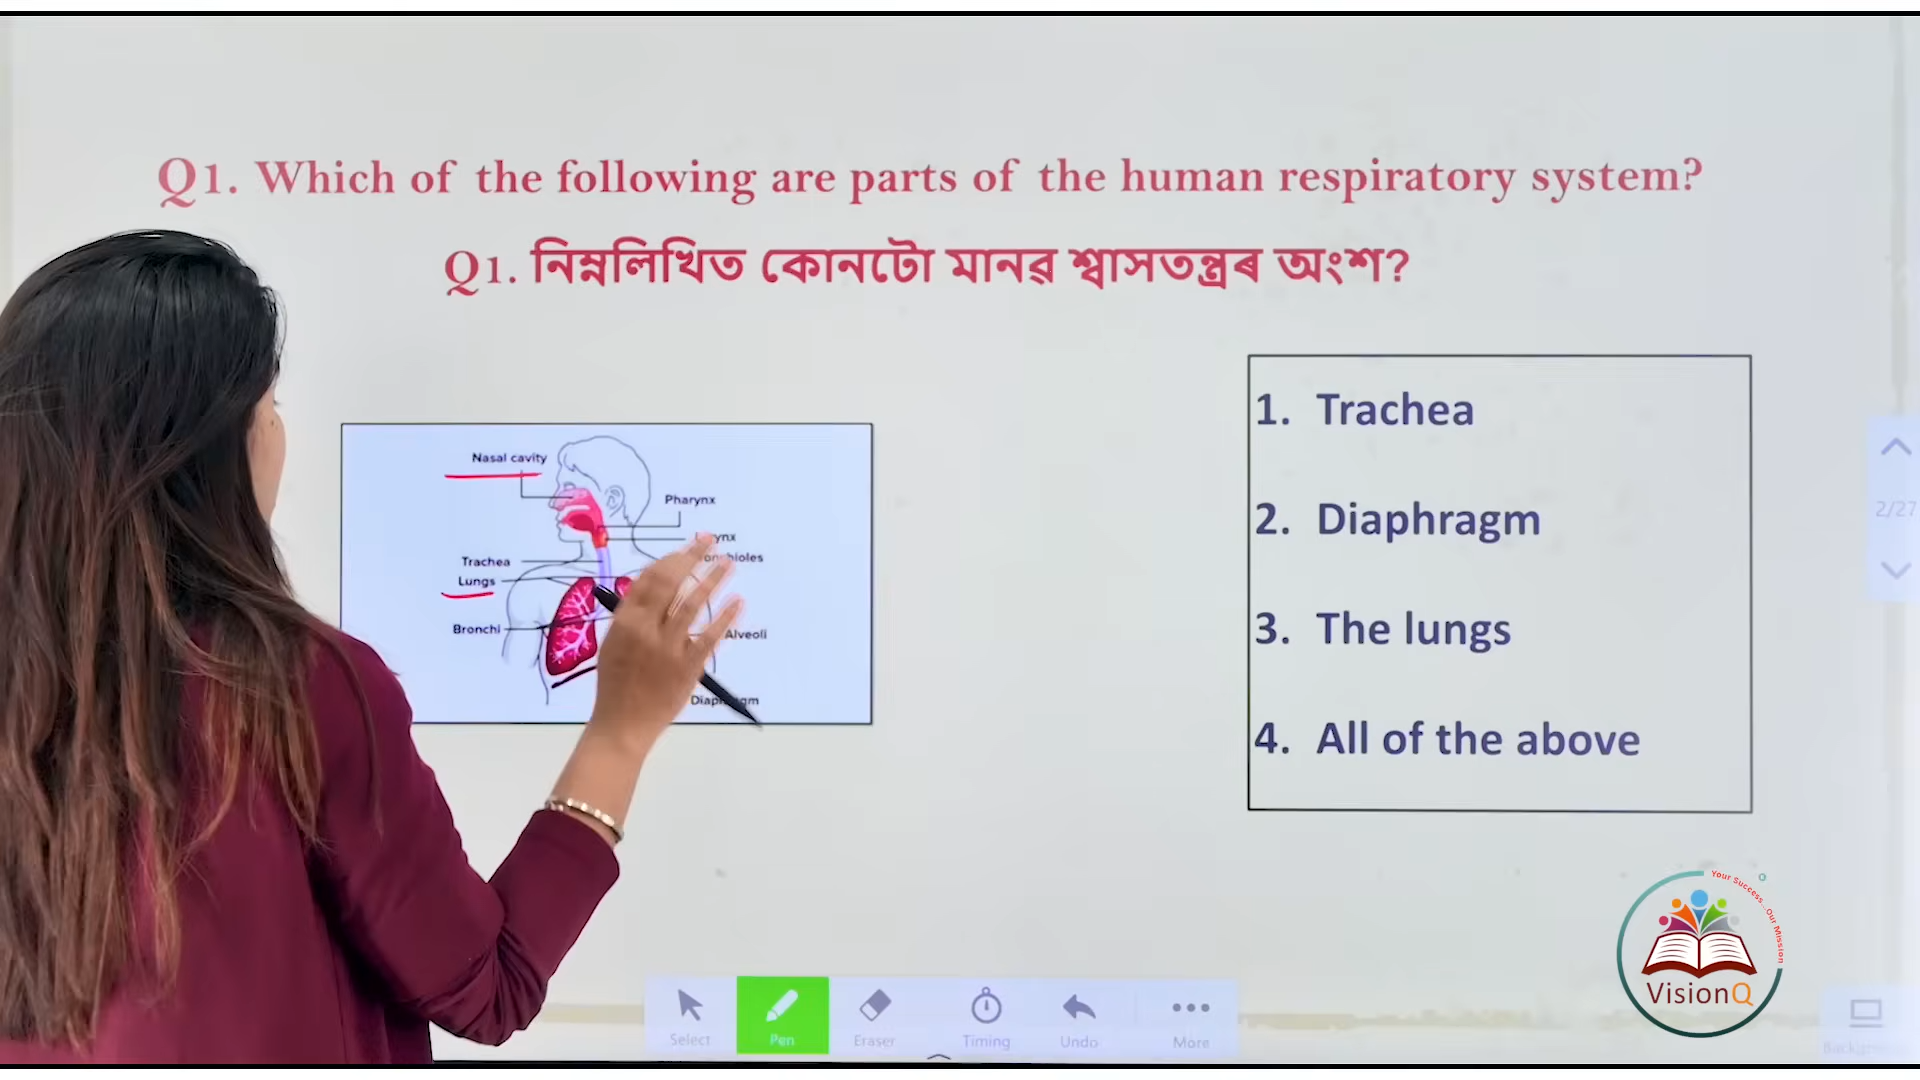 Q1. Which of the following are parts of the human respiratory system?
Q1. নিম্নলিখিত কোনটো মানৱ শ্বাসতন্ত্ৰৰ অংশ?
Nasal cavity
Pharynx
Trachea
Lungs
Bronchi
Alveoli
1. Trachea
2. Diaphragm
3. The lungs
4. All of the above
2/27
Your Success...Our Mission
VisionQ
Select
Pen
Eraser
Timing
Undo
More